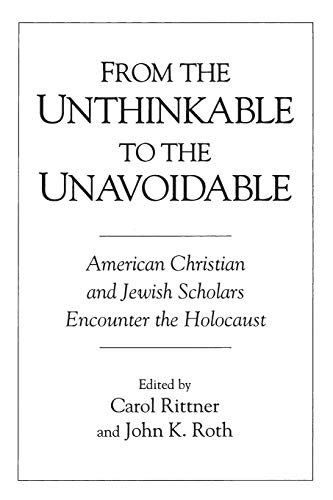 FROM THE
UNTHINKABLE
TO THE
UNAVOIDABLE
American Christian
and Jewish Scholars
Encounter the Holocaust
Edited by
Carol Rittner
and John K. Roth